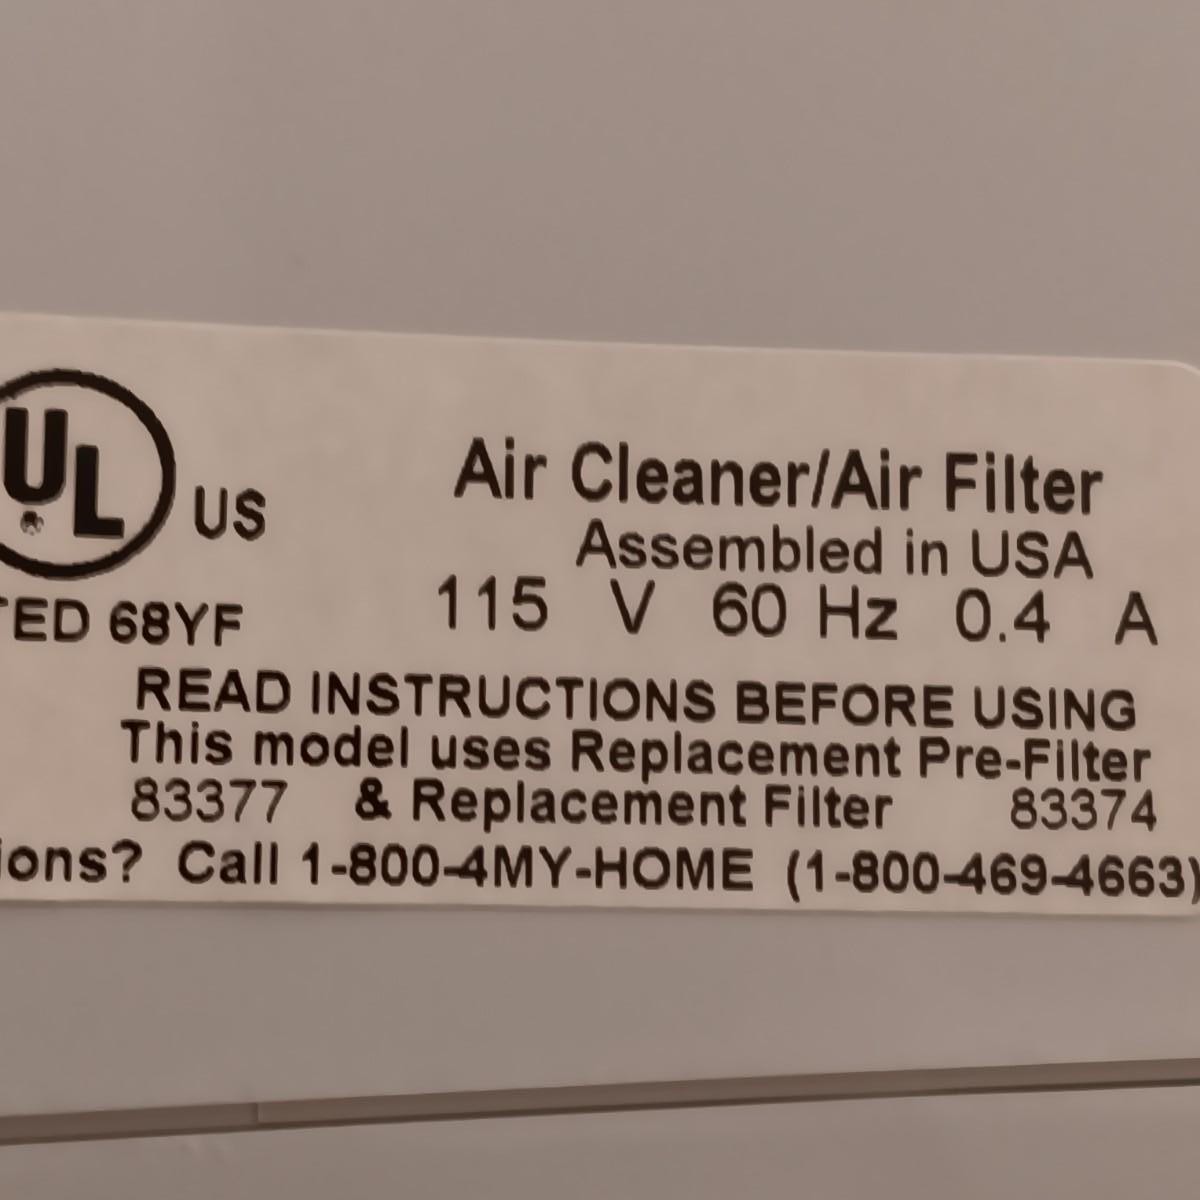 UL
®
US
Air Cleaner/Air Filter
Assembled in USA
115 V 60 Hz 0.4 A
TED 68YF
READ INSTRUCTIONS BEFORE USING
This model uses Replacement Pre-Filter
83377 & Replacement Filter 83374
ions? Call 1-800-4MY-HOME (1-800-469-4663)